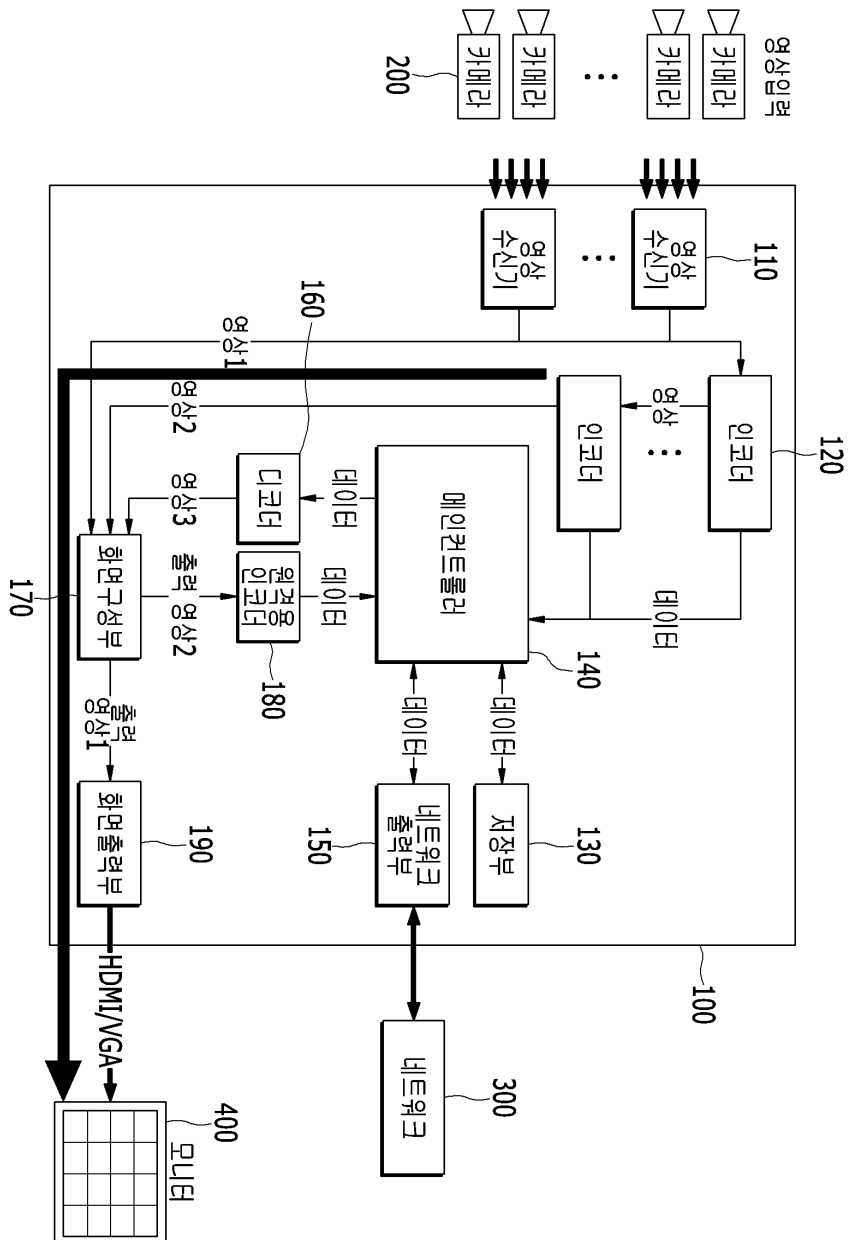 영상입력
카메라
카메라
...
카메라
카메라
200
영상
수신기
110
...
영상
수신기
인코더
120
영상
...
인코더
데이터
영상1
영상2
영상3
160
디코더
데이터
메인컨트롤러
140
원격용
인코더
180
데이터
출력
영상2
화면구성부
170
데이터
저장부
130
데이터
네트워크
출력부
150
출력
영상1
화면출력부
190
100
HDMI/VGA
네트워크
300
모니터
400